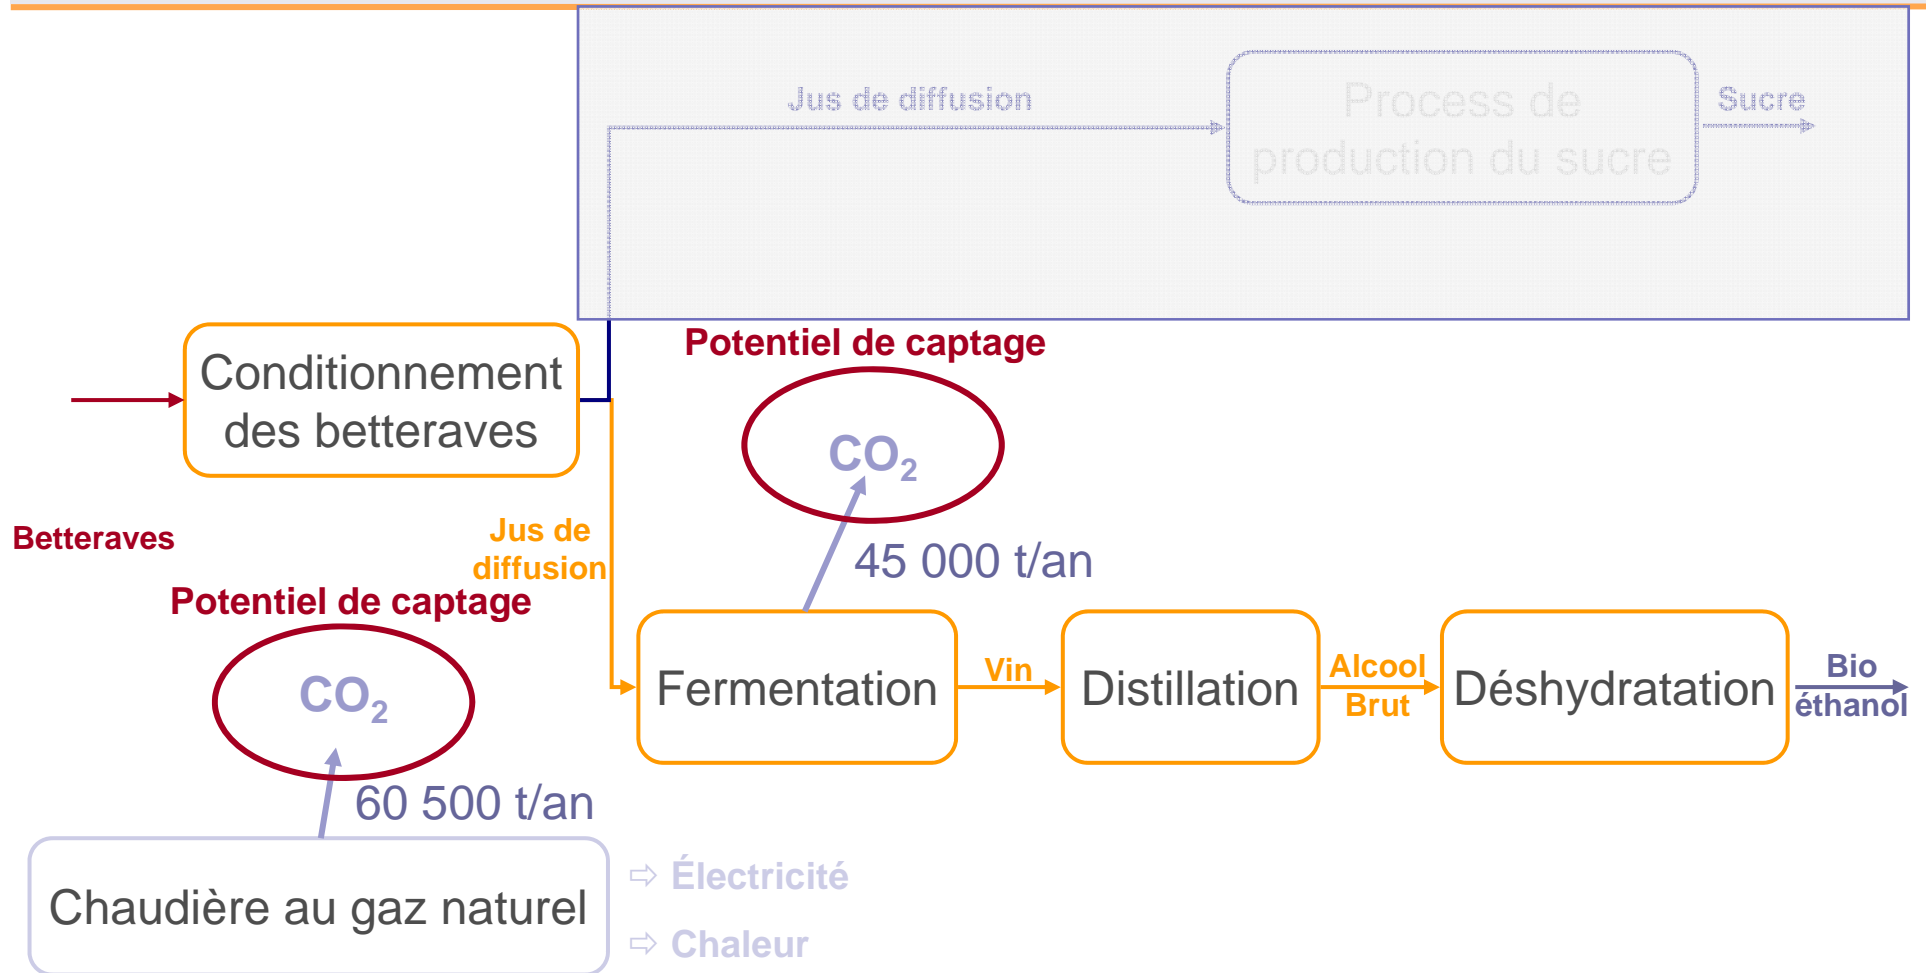 Jus de diffusion
Process de
production du sucre
Sucre
Potentiel de captage
Conditionnement
des betteraves
CO₂
Betteraves
Jus de
diffusion
45 000 t/an
Potentiel de captage
CO₂
Fermentation
Vin
Distillation
Alcool
Brut
Déshydratation
Bio
éthanol
60 500 t/an
Chaudière au gaz naturel
⇨ Électricité
⇨ Chaleur